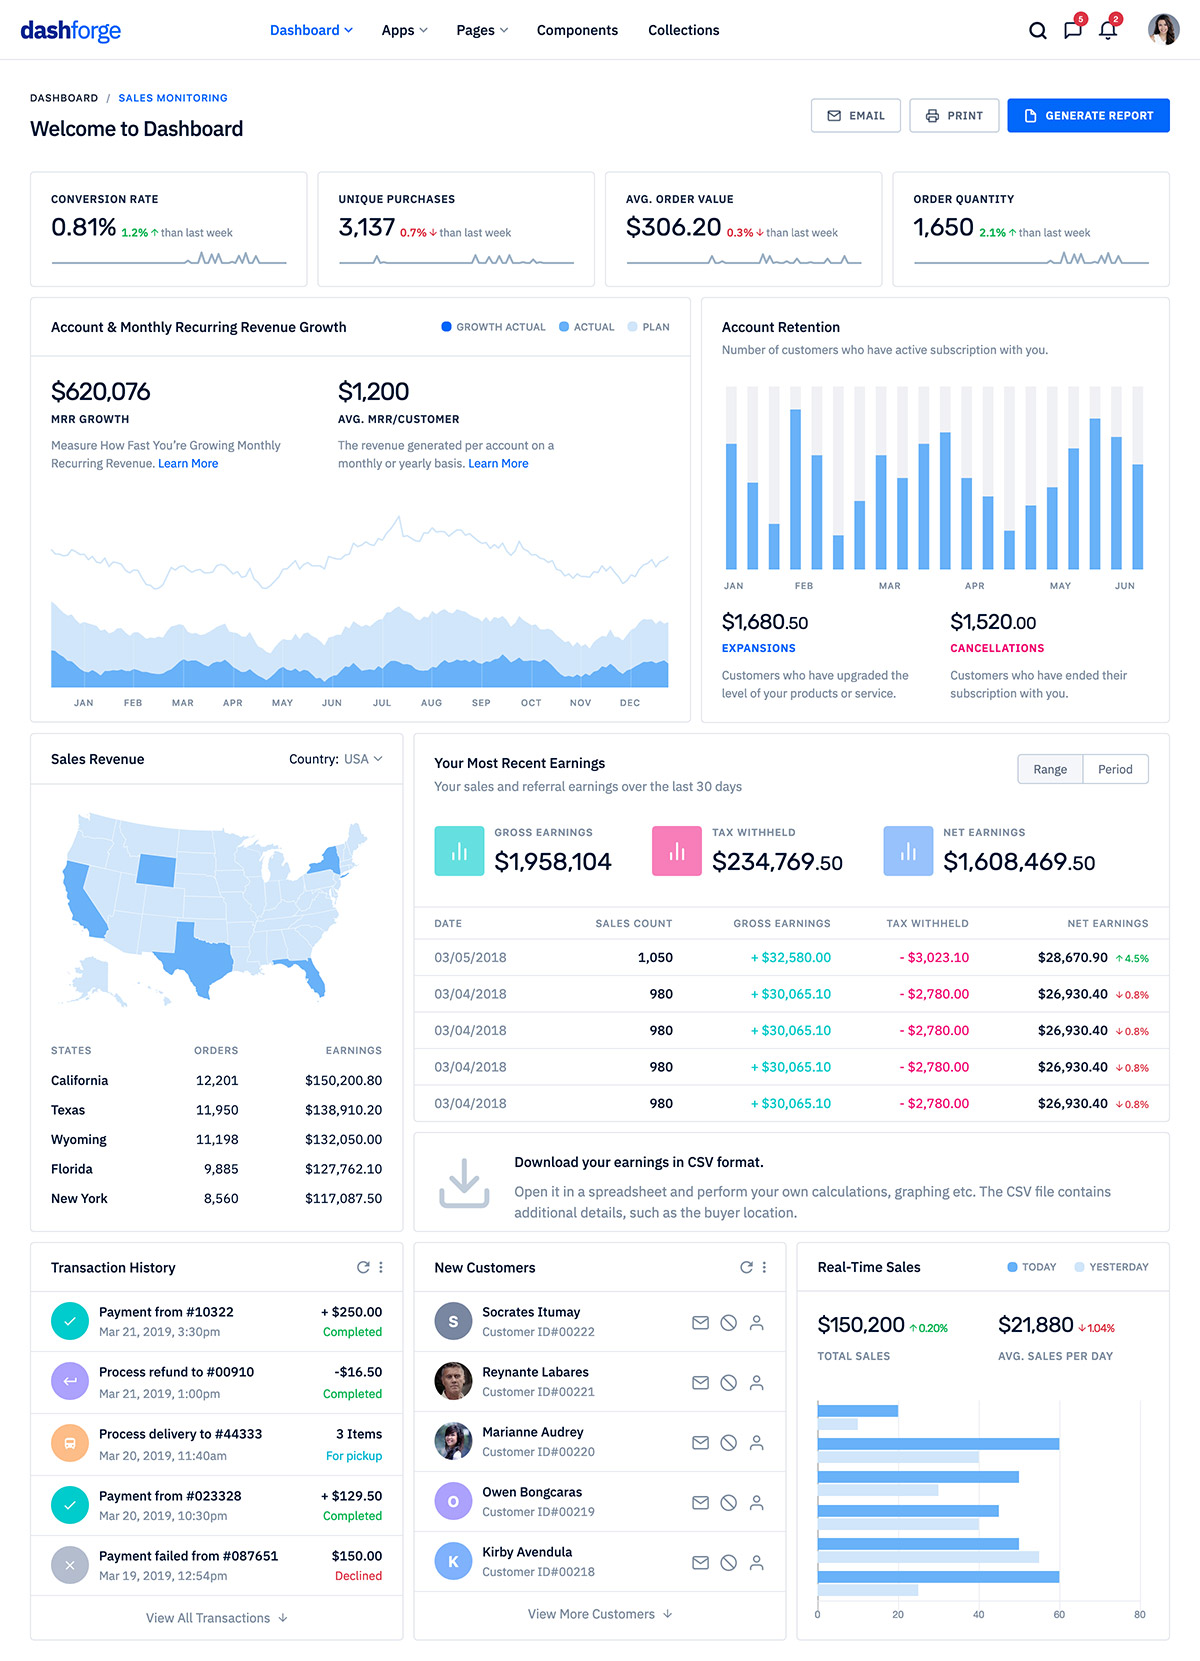 dashforge
Dashboard Apps Pages Components Collections
5 2
DASHBOARD / SALES MONITORING
Welcome to Dashboard
EMAIL PRINT GENERATE REPORT
CONVERSION RATE
0.81% 1.2% ↑ than last week
UNIQUE PURCHASES
3,137 0.7% ↓ than last week
AVG. ORDER VALUE
$306.20 0.3% ↓ than last week
ORDER QUANTITY
1,650 2.1% ↑ than last week
Account & Monthly Recurring Revenue Growth
GROWTH ACTUAL ACTUAL PLAN
$620,076
MRR GROWTH
Measure How Fast You’re Growing Monthly
Recurring Revenue. Learn More
$1,200
AVG. MRR/CUSTOMER
The revenue generated per account on a
monthly or yearly basis. Learn More
JAN FEB MAR APR MAY JUN JUL AUG SEP OCT NOV DEC
Account Retention
Number of customers who have active subscription with you.
JAN FEB MAR APR MAY JUN
$1,680.50
EXPANSIONS
Customers who have upgraded the
level of your products or service.
$1,520.00
CANCELLATIONS
Customers who have ended their
subscription with you.
Sales Revenue
Country: USA
STATES ORDERS EARNINGS
California 12,201 $150,200.80
Texas 11,950 $138,910.20
Wyoming 11,198 $132,050.00
Florida 9,885 $127,762.10
New York 8,560 $117,087.50
Your Most Recent Earnings
Your sales and referral earnings over the last 30 days
Range Period
GROSS EARNINGS
$1,958,104
TAX WITHHELD
$234,769.50
NET EARNINGS
$1,608,469.50
DATE SALES COUNT GROSS EARNINGS TAX WITHHELD NET EARNINGS
03/05/2018 1,050 + $32,580.00 - $3,023.10 $28,670.90 ↑ 4.5%
03/04/2018 980 + $30,065.10 - $2,780.00 $26,930.40 ↓ 0.8%
03/04/2018 980 + $30,065.10 - $2,780.00 $26,930.40 ↓ 0.8%
03/04/2018 980 + $30,065.10 - $2,780.00 $26,930.40 ↓ 0.8%
03/04/2018 980 + $30,065.10 - $2,780.00 $26,930.40 ↓ 0.8%
Download your earnings in CSV format.
Open it in a spreadsheet and perform your own calculations, graphing etc. The CSV file contains
additional details, such as the buyer location.
Transaction History
Payment from #10322 + $250.00
Mar 21, 2019, 3:30pm Completed
Process refund to #00910 -$16.50
Mar 21, 2019, 1:00pm Completed
Process delivery to #44333 3 Items
Mar 20, 2019, 11:40am For pickup
Payment from #023328 + $129.50
Mar 20, 2019, 10:30pm Completed
Payment failed from #087651 $150.00
Mar 19, 2019, 12:54pm Declined
View All Transactions ↓
New Customers
S
Socrates Itumay
Customer ID#00222
Reynante Labares
Customer ID#00221
Marianne Audrey
Customer ID#00220
O
Owen Bongcaras
Customer ID#00219
K
Kirby Avendula
Customer ID#00218
View More Customers ↓
Real-Time Sales
TODAY YESTERDAY
$150,200 ↑ 0.20%
TOTAL SALES
$21,880 ↓ 1.04%
AVG. SALES PER DAY
0 20 40 60 80